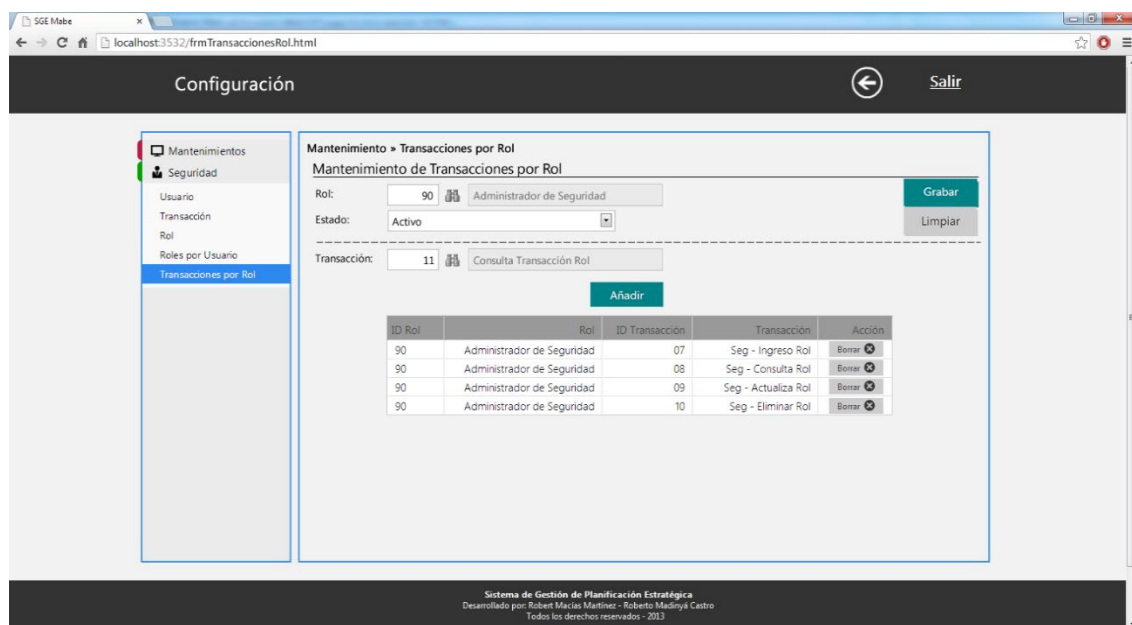 SGE Mabe
localhost:3532/frmTransaccionesRol.html
Configuración
Salir
Mantenimientos
Seguridad
Usuario
Transacción
Rol
Roles por Usuario
Transacciones por Rol
Mantenimiento » Transacciones por Rol
Mantenimiento de Transacciones por Rol
Rol: 90 Administrador de Seguridad
Grabar
Estado: Activo
Limpiar
Transacción: 11 Consulta Transacción Rol
Añadir
ID Rol Rol ID Transacción Transacción Acción
90 Administrador de Seguridad 07 Seg - Ingreso Rol Borrar
90 Administrador de Seguridad 08 Seg - Consulta Rol Borrar
90 Administrador de Seguridad 09 Seg - Actualiza Rol Borrar
90 Administrador de Seguridad 10 Seg - Eliminar Rol Borrar
Sistema de Gestión de Planificación Estratégica
Desarrollado por: Robert Macías Martínez - Roberto Madinyá Castro
Todos los derechos reservados - 2013